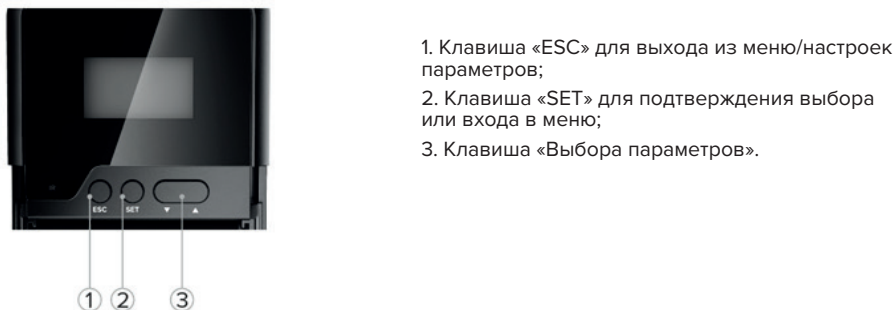 1. Клавиша «ESC» для выхода из меню/настроек
параметров;
2. Клавиша «SET» для подтверждения выбора
или входа в меню;
3. Клавиша «Выбора параметров».
ESC SET ▼ ▲
1 2 3